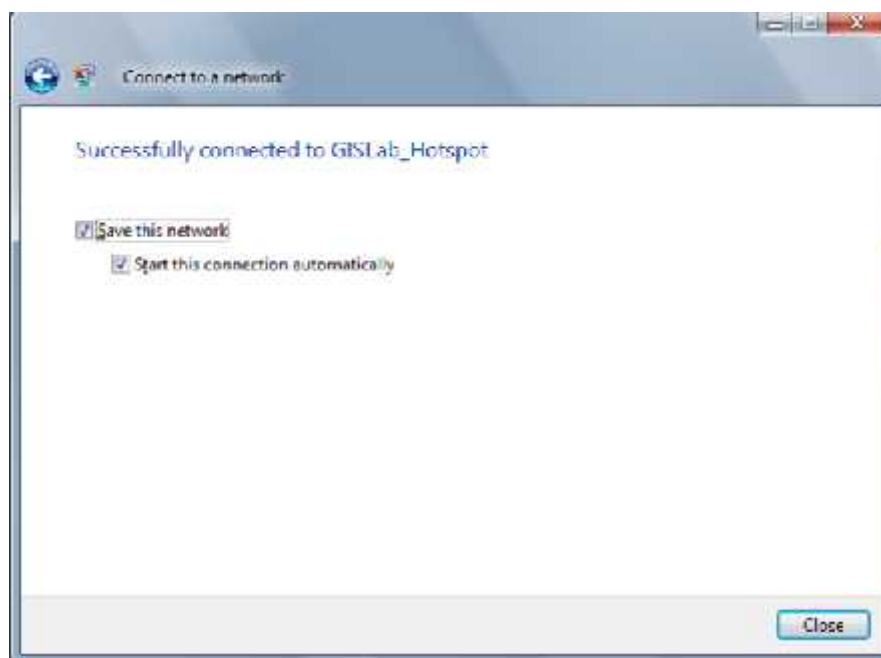 Connect to a network
Successfully connected to GISLab_Hotspot
Save this network
Start this connection automatically
Close